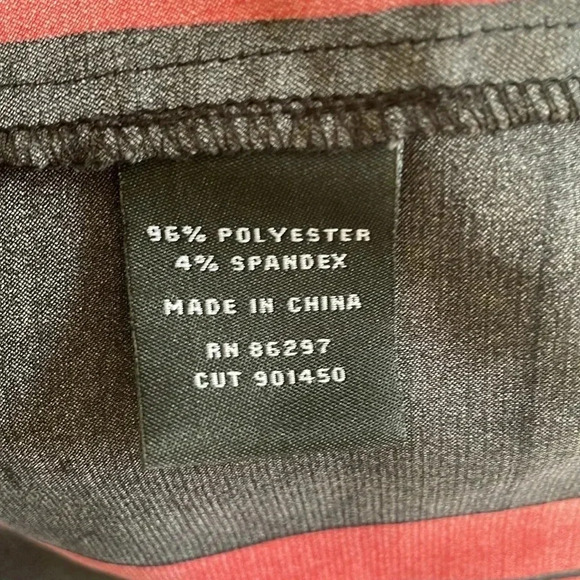 96% POLYESTER
4% SPANDEX
MADE IN CHINA
RN 86297
CUT 901450